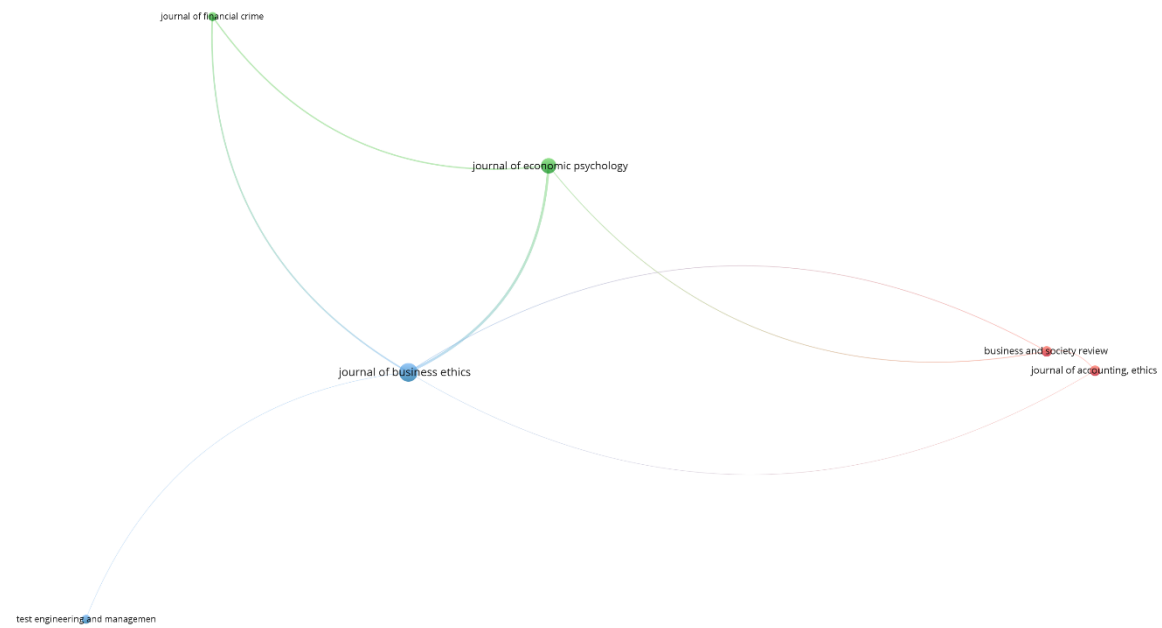 journal of financial crime
journal of economic psychology
business and society review
journal of business ethics
journal of accounting, ethics
test engineering and managemen